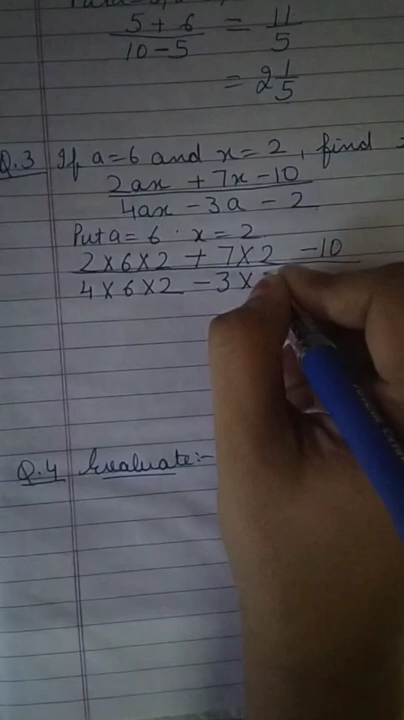 5 + 6 = 11
10 - 5 5
= 2 1/5
Q.3 If a = 6 and x = 2, find =
2ax + 7x - 10
4ax - 3a - 2
Put a = 6 . x = 2
2 x 6 x 2 + 7 x 2 - 10
4 x 6 x 2 - 3 x
Q.4 Evaluate:-